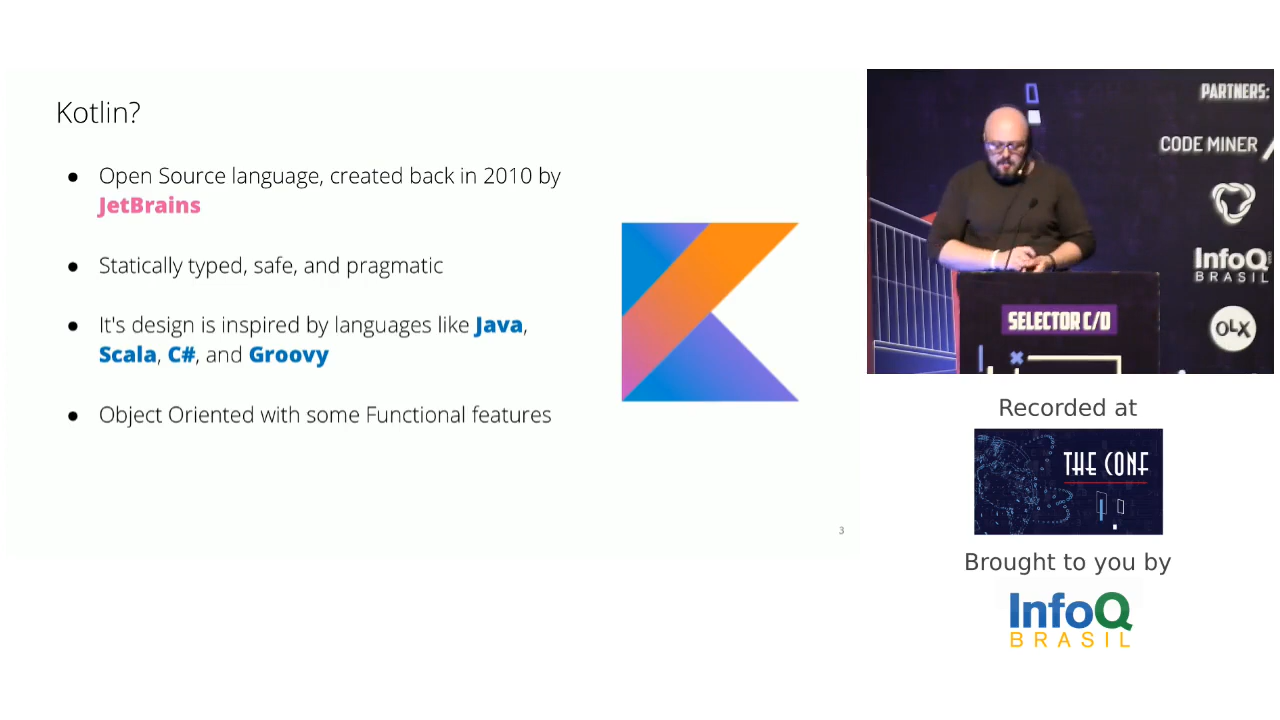 Kotlin?
● Open Source language, created back in 2010 by
JetBrains
● Statically typed, safe, and pragmatic
● It's design is inspired by languages like Java,
Scala, C#, and Groovy
● Object Oriented with some Functional features
3
PARTNERS:
CODE MINER
InfoQ
BRASIL
OLX
SELECTOR C/D
Recorded at
THE CONF
Brought to you by
InfoQ
BRASIL